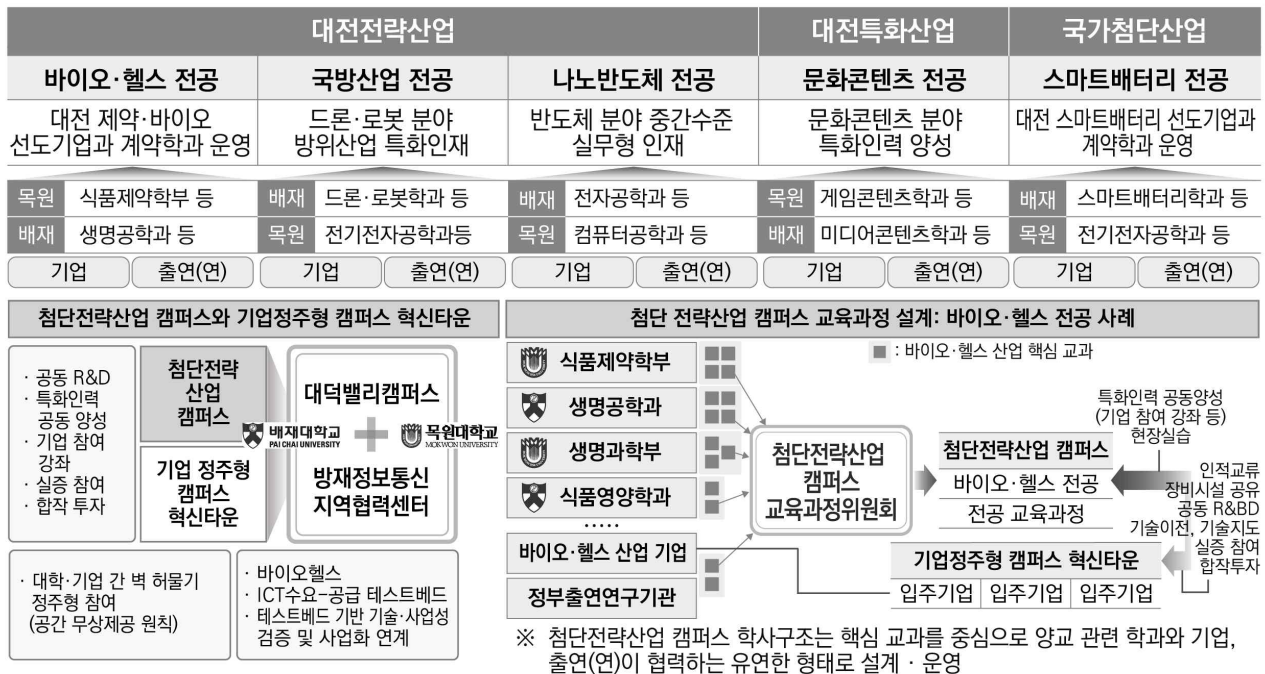 대전전략산업
대전특화산업
국가첨단산업
바이오·헬스 전공
국방산업 전공
나노반도체 전공
문화콘텐츠 전공
스마트배터리 전공
대전 제약·바이오
선도기업과 계약학과 운영
드론·로봇 분야
방위산업 특화인재
반도체 분야 중간수준
실무형 인재
문화콘텐츠 분야
특화인력 양성
대전 스마트배터리 선도기업과
계약학과 운영
목원 식품제약학부 등
배재 드론·로봇학과 등
배재 전자공학과 등
목원 게임콘텐츠학과 등
배재 스마트배터리학과 등
배재 생명공학과 등
목원 전기전자공학과등
목원 컴퓨터공학과 등
배재 미디어콘텐츠학과 등
목원 전기전자공학과 등
기업 출연(연)
기업 출연(연)
기업 출연(연)
기업 출연(연)
기업 출연(연)
첨단전략산업 캠퍼스와 기업정주형 캠퍼스 혁신타운
· 공동 R&D
· 특화인력
공동 양성
· 기업 참여
강좌
· 실증 참여
· 합작 투자
첨단전략
산업
캠퍼스
기업 정주형
캠퍼스
혁신타운
대덕밸리캠퍼스
배재대학교
PAI CHAI UNIVERSITY
목원대학교
MOKWON UNIVERSITY
방재정보통신
지역협력센터
· 대학·기업 간 벽 허물기
정주형 참여
(공간 무상제공 원칙)
· 바이오헬스
· ICT수요-공급 테스트베드
· 테스트베드 기반 기술·사업성
검증 및 사업화 연계
첨단 전략산업 캠퍼스 교육과정 설계: 바이오·헬스 전공 사례
: 바이오·헬스 산업 핵심 교과
식품제약학부
생명공학과
생명과학부
식품영양학과
·····
바이오·헬스 산업 기업
정부출연연구기관
첨단전략산업
캠퍼스
교육과정위원회
특화인력 공동양성
(기업 참여 강좌 등)
현장실습
첨단전략산업 캠퍼스
바이오·헬스 전공
전공 교육과정
인적교류
장비시설 공유
공동 R&BD
기술이전, 기술지도
실증 참여
합작투자
기업정주형 캠퍼스 혁신타운
입주기업 입주기업 입주기업
※ 첨단전략산업 캠퍼스 학사구조는 핵심 교과를 중심으로 양교 관련 학과와 기업,
출연(연)이 협력하는 유연한 형태로 설계 · 운영